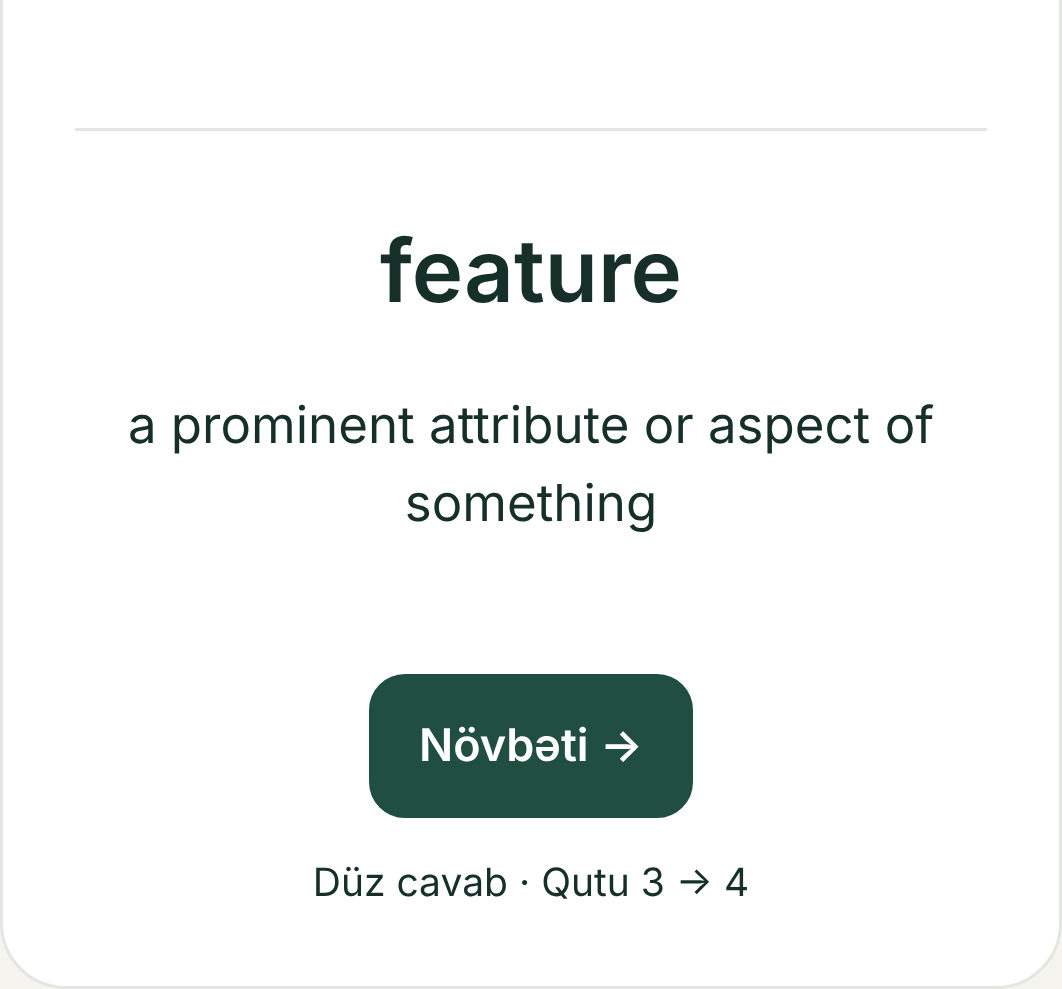 feature
a prominent attribute or aspect of
something
Növbəti →
Düz cavab · Qutu 3 → 4